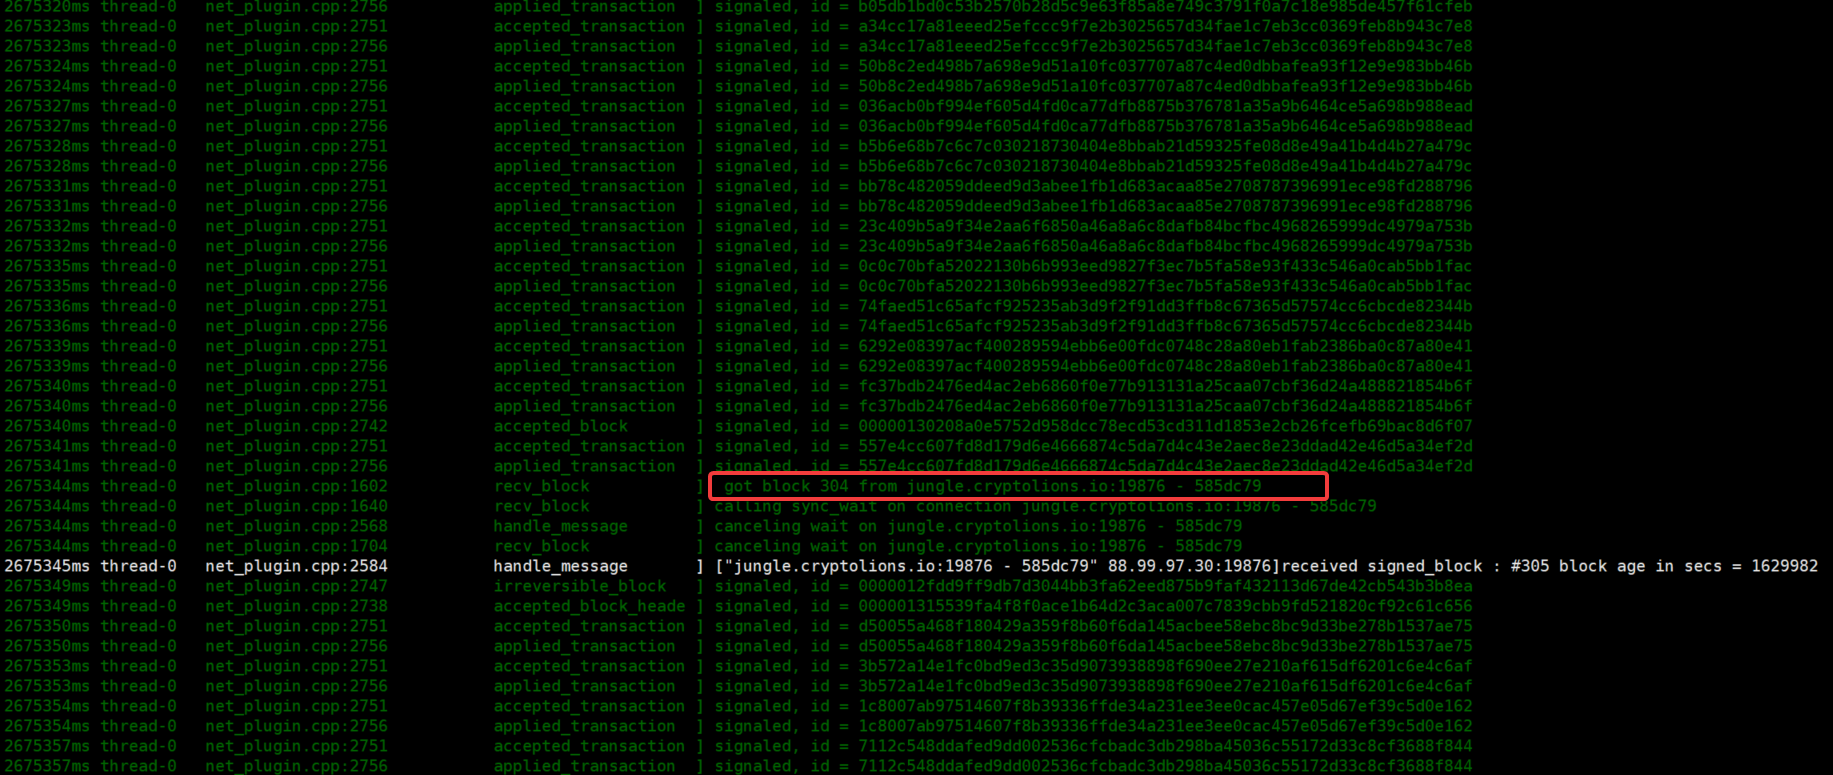 2675320ms thread-0   net_plugin.cpp:2756           applied_transaction  ] signaled, id = b05db1bd0c53b2570b28d5c9e63f85a8e749c3791f0a7c18e985de457f61cfeb
2675323ms thread-0   net_plugin.cpp:2751           accepted_transaction ] signaled, id = a34cc17a81eeed25efccc9f7e2b3025657d34fae1c7eb3cc0369feb8b943c7e8
2675323ms thread-0   net_plugin.cpp:2756           applied_transaction  ] signaled, id = a34cc17a81eeed25efccc9f7e2b3025657d34fae1c7eb3cc0369feb8b943c7e8
2675324ms thread-0   net_plugin.cpp:2751           accepted_transaction ] signaled, id = 50b8c2ed498b7a698e9d51a10fc037707a87c4ed0dbbafea93f12e9e983bb46b
2675324ms thread-0   net_plugin.cpp:2756           applied_transaction  ] signaled, id = 50b8c2ed498b7a698e9d51a10fc037707a87c4ed0dbbafea93f12e9e983bb46b
2675327ms thread-0   net_plugin.cpp:2751           accepted_transaction ] signaled, id = 036acb0bf994ef605d4fd0ca77dfb8875b376781a35a9b6464ce5a698b988ead
2675327ms thread-0   net_plugin.cpp:2756           applied_transaction  ] signaled, id = 036acb0bf994ef605d4fd0ca77dfb8875b376781a35a9b6464ce5a698b988ead
2675328ms thread-0   net_plugin.cpp:2751           accepted_transaction ] signaled, id = b5b6e68b7c6c7c030218730404e8bbab21d59325fe08d8e49a41b4d4b27a479c
2675328ms thread-0   net_plugin.cpp:2756           applied_transaction  ] signaled, id = b5b6e68b7c6c7c030218730404e8bbab21d59325fe08d8e49a41b4d4b27a479c
2675331ms thread-0   net_plugin.cpp:2751           accepted_transaction ] signaled, id = bb78c482059ddeed9d3abee1fb1d683acaa85e2708787396991ece98fd288796
2675331ms thread-0   net_plugin.cpp:2756           applied_transaction  ] signaled, id = bb78c482059ddeed9d3abee1fb1d683acaa85e2708787396991ece98fd288796
2675332ms thread-0   net_plugin.cpp:2751           accepted_transaction ] signaled, id = 23c409b5a9f34e2aa6f6850a46a8a6c8dafb84bcfbc4968265999dc4979a753b
2675332ms thread-0   net_plugin.cpp:2756           applied_transaction  ] signaled, id = 23c409b5a9f34e2aa6f6850a46a8a6c8dafb84bcfbc4968265999dc4979a753b
2675335ms thread-0   net_plugin.cpp:2751           accepted_transaction ] signaled, id = 0c0c70bfa52022130b6b993eed9827f3ec7b5fa58e93f433c546a0cab5bb1fac
2675335ms thread-0   net_plugin.cpp:2756           applied_transaction  ] signaled, id = 0c0c70bfa52022130b6b993eed9827f3ec7b5fa58e93f433c546a0cab5bb1fac
2675336ms thread-0   net_plugin.cpp:2751           accepted_transaction ] signaled, id = 74faed51c65afcf925235ab3d9f2f91dd3ffb8c67365d57574cc6cbcde82344b
2675336ms thread-0   net_plugin.cpp:2756           applied_transaction  ] signaled, id = 74faed51c65afcf925235ab3d9f2f91dd3ffb8c67365d57574cc6cbcde82344b
2675339ms thread-0   net_plugin.cpp:2751           accepted_transaction ] signaled, id = 6292e08397acf400289594ebb6e00fdc0748c28a80eb1fab2386ba0c87a80e41
2675339ms thread-0   net_plugin.cpp:2756           applied_transaction  ] signaled, id = 6292e08397acf400289594ebb6e00fdc0748c28a80eb1fab2386ba0c87a80e41
2675340ms thread-0   net_plugin.cpp:2751           accepted_transaction ] signaled, id = fc37bdb2476ed4ac2eb6860f0e77b913131a25caa07cbf36d24a488821854b6f
2675340ms thread-0   net_plugin.cpp:2756           applied_transaction  ] signaled, id = fc37bdb2476ed4ac2eb6860f0e77b913131a25caa07cbf36d24a488821854b6f
2675340ms thread-0   net_plugin.cpp:2742           accepted_block       ] signaled, id = 00000130208a0e5752d958dcc78ecd53cd311d1853e2cb26fcefb69bac8d6f07
2675341ms thread-0   net_plugin.cpp:2751           accepted_transaction ] signaled, id = 557e4cc607fd8d179d6e4666874c5da7d4c43e2aec8e23ddad42e46d5a34ef2d
2675341ms thread-0   net_plugin.cpp:2756           applied_transaction  ] signaled, id = 557e4cc607fd8d179d6e4666874c5da7d4c43e2aec8e23ddad42e46d5a34ef2d
2675344ms thread-0   net_plugin.cpp:1602           recv_block           ]  got block 304 from jungle.cryptolions.io:19876 - 585dc79
2675344ms thread-0   net_plugin.cpp:1640           recv_block           ] calling sync_wait on connection jungle.cryptolions.io:19876 - 585dc79
2675344ms thread-0   net_plugin.cpp:2568           handle_message       ] canceling wait on jungle.cryptolions.io:19876 - 585dc79
2675344ms thread-0   net_plugin.cpp:1704           recv_block           ] canceling wait on jungle.cryptolions.io:19876 - 585dc79
2675345ms thread-0   net_plugin.cpp:2584           handle_message       ] ["jungle.cryptolions.io:19876 - 585dc79" 88.99.97.30:19876]received signed_block : #305 block age in secs = 1629982
2675349ms thread-0   net_plugin.cpp:2747           irreversible_block   ] signaled, id = 0000012fdd9ff9db7d3044bb3fa62eed875b9faf432113d67de42cb543b3b8ea
2675349ms thread-0   net_plugin.cpp:2738           accepted_block_heade ] signaled, id = 000001315539fa4f8f0ace1b64d2c3aca007c7839cbb9fd521820cf92c61c656
2675350ms thread-0   net_plugin.cpp:2751           accepted_transaction ] signaled, id = d50055a468f180429a359f8b60f6da145acbee58ebc8bc9d33be278b1537ae75
2675350ms thread-0   net_plugin.cpp:2756           applied_transaction  ] signaled, id = d50055a468f180429a359f8b60f6da145acbee58ebc8bc9d33be278b1537ae75
2675353ms thread-0   net_plugin.cpp:2751           accepted_transaction ] signaled, id = 3b572a14e1fc0bd9ed3c35d9073938898f690ee27e210af615df6201c6e4c6af
2675353ms thread-0   net_plugin.cpp:2756           applied_transaction  ] signaled, id = 3b572a14e1fc0bd9ed3c35d9073938898f690ee27e210af615df6201c6e4c6af
2675354ms thread-0   net_plugin.cpp:2751           accepted_transaction ] signaled, id = 1c8007ab97514607f8b39336ffde34a231ee3ee0cac457e05d67ef39c5d0e162
2675354ms thread-0   net_plugin.cpp:2756           applied_transaction  ] signaled, id = 1c8007ab97514607f8b39336ffde34a231ee3ee0cac457e05d67ef39c5d0e162
2675357ms thread-0   net_plugin.cpp:2751           accepted_transaction ] signaled, id = 7112c548ddafed9dd002536cfcbadc3db298ba45036c55172d33c8cf3688f844
2675357ms thread-0   net_plugin.cpp:2756           applied_transaction  ] signaled, id = 7112c548ddafed9dd002536cfcbadc3db298ba45036c55172d33c8cf3688f844